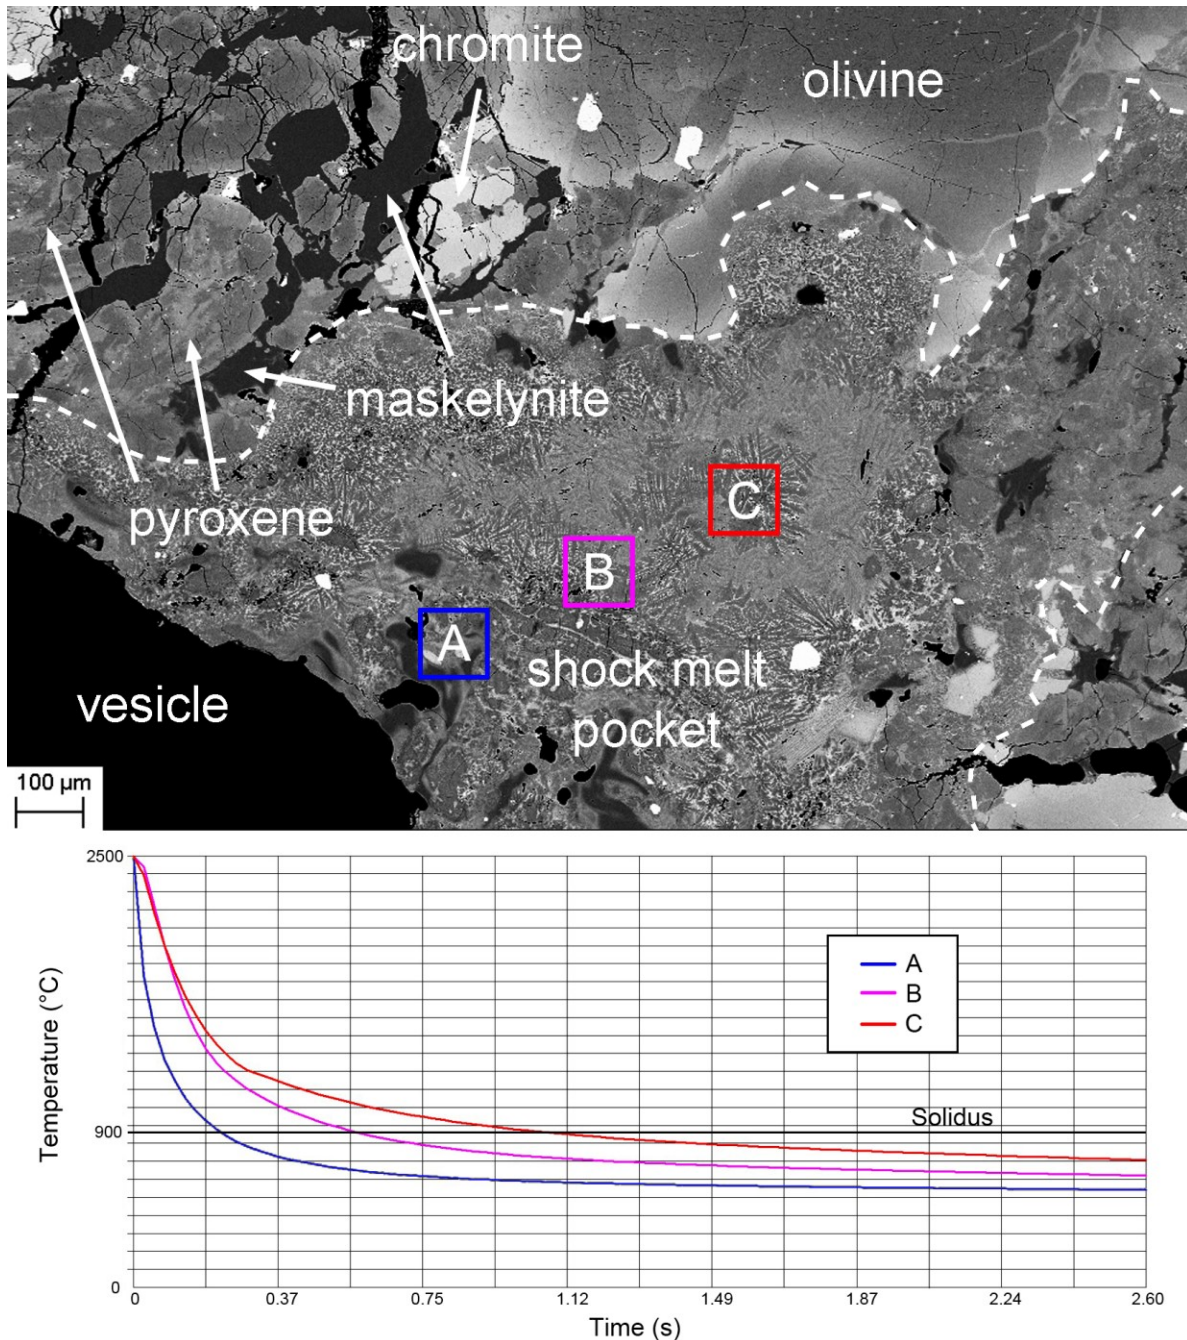 chromite
olivine
maskelynite
pyroxene
C
B
A
shock melt
pocket
vesicle
100 µm
2500
900
0
Temperature (°C)
A
B
C
Solidus
0
0.37
0.75
1.12
1.49
1.87
2.24
2.60
Time (s)